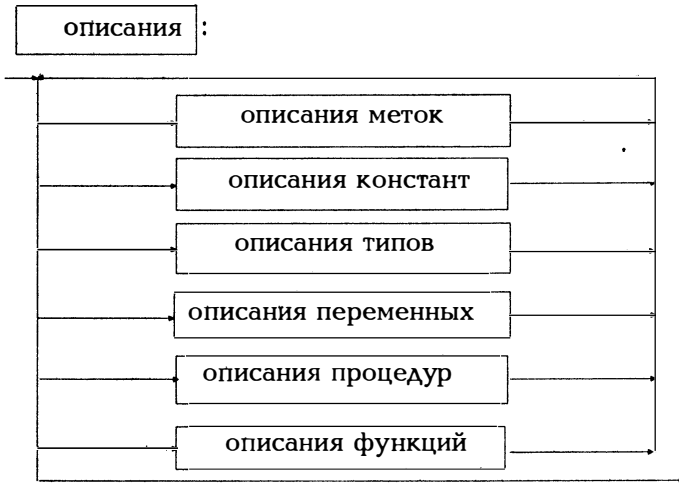 описания :
описания меток
описания констант
описания типов
описания переменных
описания процедур
описания функций